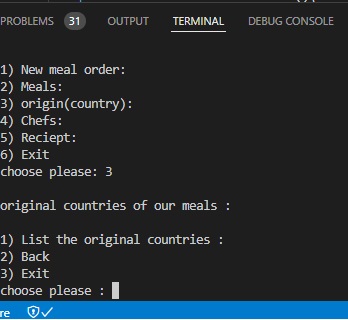 PROBLEMS 31 OUTPUT TERMINAL DEBUG CONSOLE
1) New meal order:
2) Meals:
3) origin(country):
4) Chefs:
5) Reciept:
6) Exit
choose please: 3
original countries of our meals :
1) List the original countries :
2) Back
3) Exit
choose please :
re